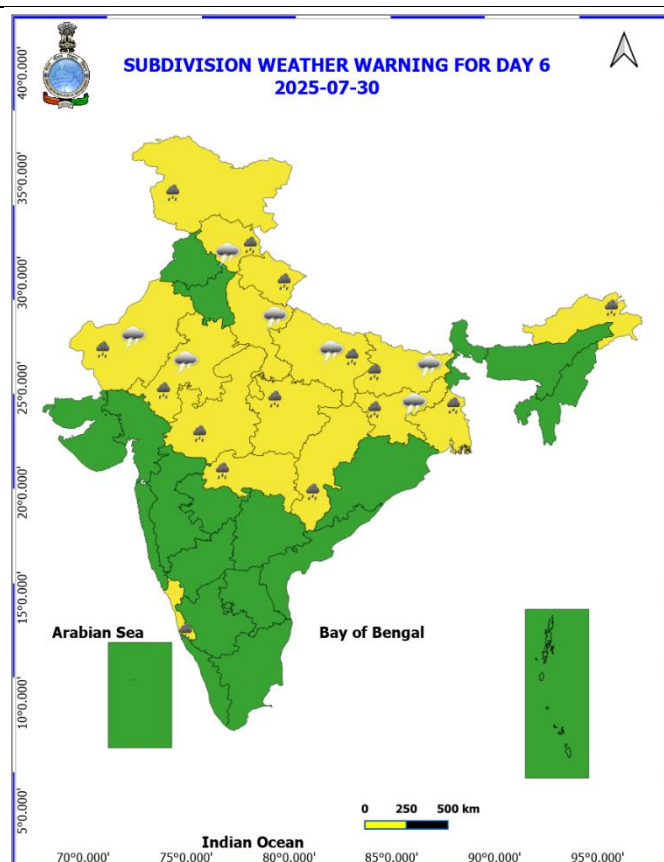 SUBDIVISION WEATHER WARNING FOR DAY 6
2025-07-30
40°0.000'
35°0.000'
30°0.000'
25°0.000'
20°0.000'
15°0.000'
10°0.000'
5°0.000'
Arabian Sea
Bay of Bengal
0 250 500 km
Indian Ocean
70°0.000' 75°0.000' 80°0.000' 85°0.000' 90°0.000' 95°0.000'